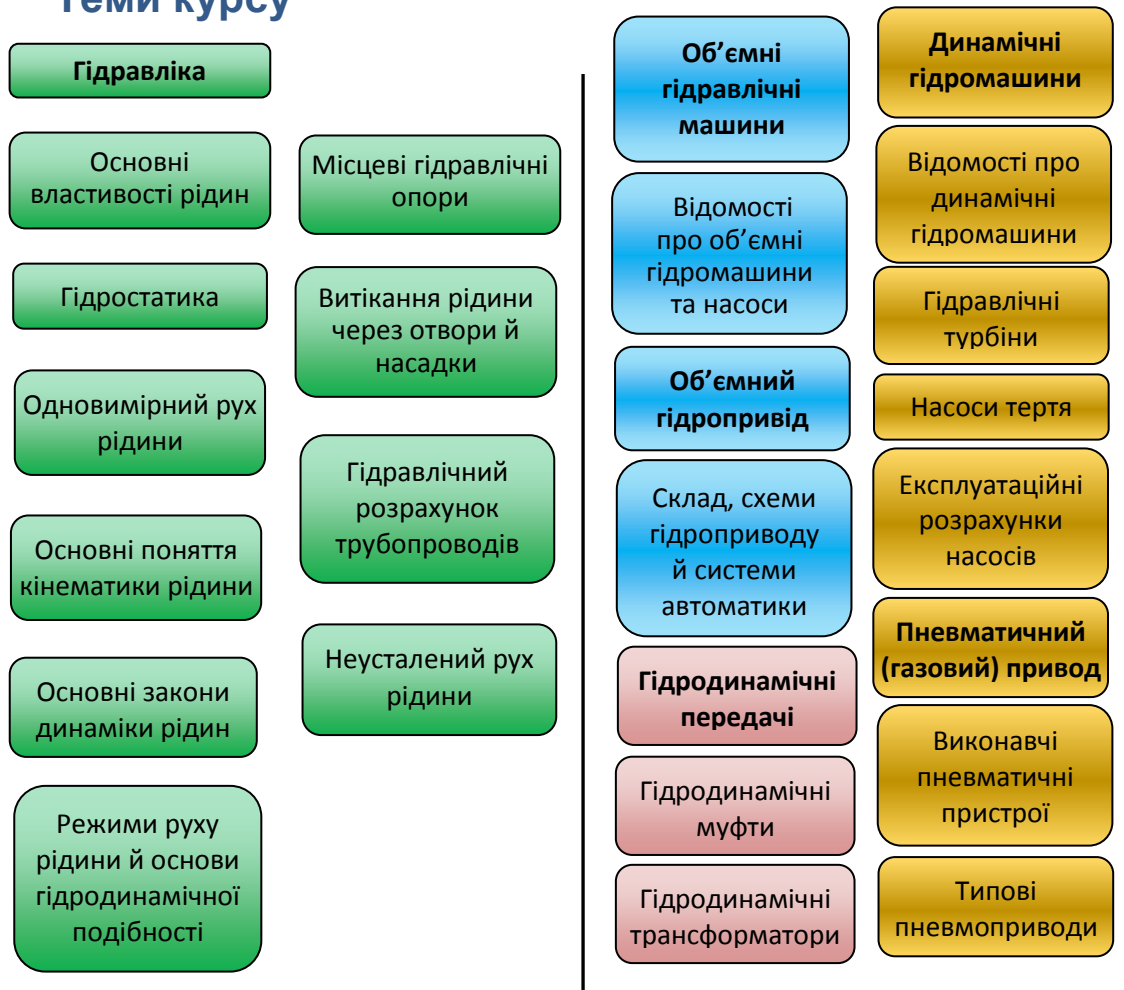 Теми курсу
Гідравліка
Основні
властивості рідин
Гідростатика
Одновимірний рух
рідини
Основні поняття
кінематики рідини
Основні закони
динаміки рідин
Режими руху
рідини й основи
гідродинамічної
подібності
Місцеві гідравлічні
опори
Витікання рідини
через отвори й
насадки
Гідравлічний
розрахунок
трубопроводів
Неусталений рух
рідини
Об’ємні
гідравлічні
машини
Відомості
про об’ємні
гідромашини
та насоси
Об’ємний
гідропривід
Склад, схеми
гідроприводу
й системи
автоматики
Гідродинамічні
передачі
Гідродинамічні
муфти
Гідродинамічні
трансформатори
Динамічні
гідромашини
Відомості про
динамічні
гідромашини
Гідравлічні
турбіни
Насоси тертя
Експлуатаційні
розрахунки
насосів
Пневматичний
(газовий) привод
Виконавчі
пневматичні
пристрої
Типові
пневмоприводи